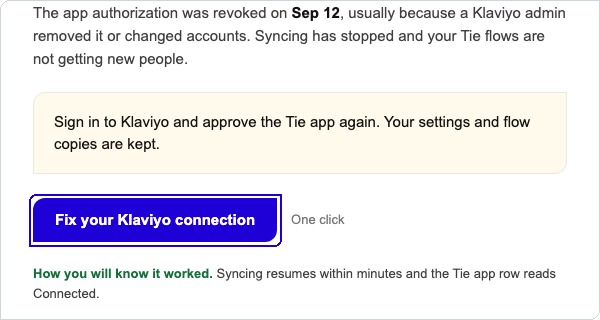 The app authorization was revoked on Sep 12, usually because a Klaviyo admin
removed it or changed accounts. Syncing has stopped and your Tie flows are
not getting new people.
Sign in to Klaviyo and approve the Tie app again. Your settings and flow
copies are kept.
Fix your Klaviyo connection One click
How you will know it worked. Syncing resumes within minutes and the Tie app row reads
Connected.